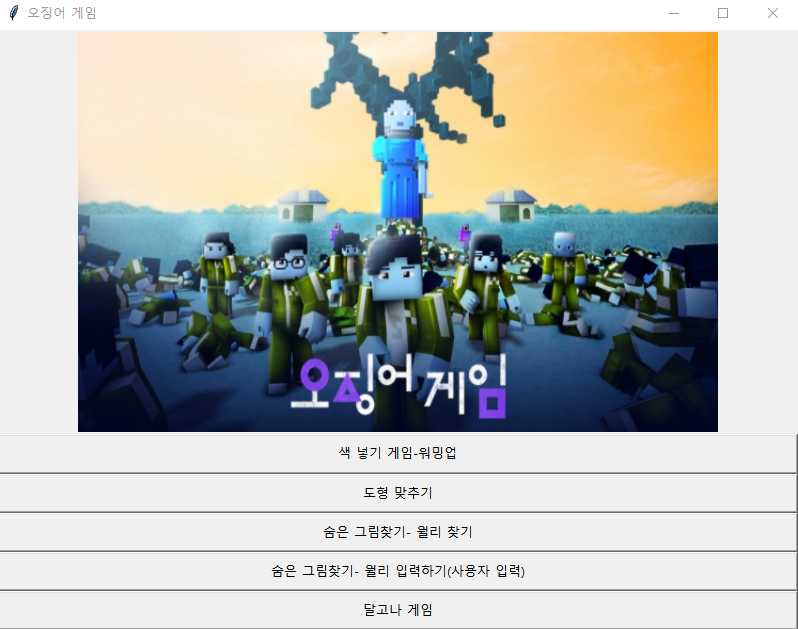 오징어 게임
오징어 게임
색 넣기 게임-워밍업
도형 맞추기
숨은 그림찾기- 월리 찾기
숨은 그림찾기- 월리 입력하기(사용자 입력)
달고나 게임